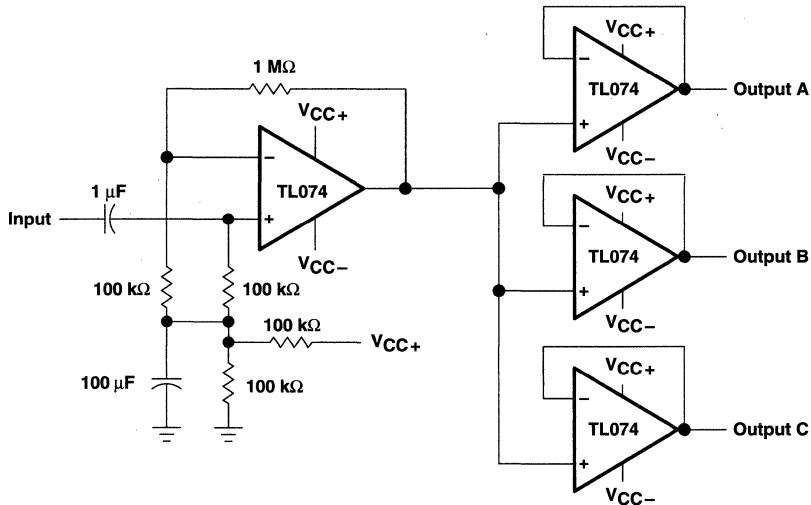 VCC+
−
TL074
Output A
+
VCC−
1 MΩ
VCC+
−
TL074
+
VCC−
1 μF
Input
VCC+
−
TL074
Output B
+
VCC−
100 kΩ
100 kΩ
100 kΩ
VCC+
100 μF
100 kΩ
VCC+
−
TL074
Output C
+
VCC−